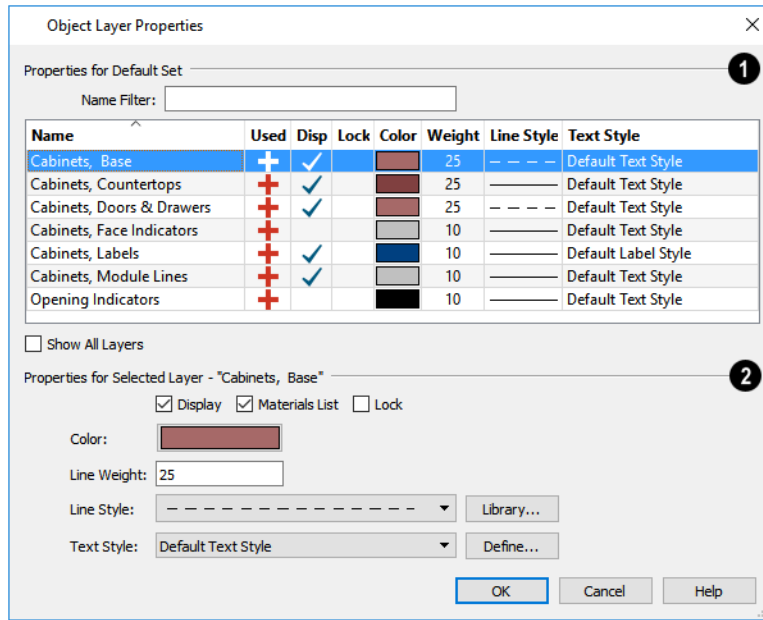 Object Layer Properties
Properties for Default Set 1
Name Filter:
Name Used Disp Lock Color Weight Line Style Text Style
Cabinets, Base 25 Default Text Style
Cabinets, Countertops 25 Default Text Style
Cabinets, Doors & Drawers 25 Default Text Style
Cabinets, Face Indicators 10 Default Text Style
Cabinets, Labels 10 Default Label Style
Cabinets, Module Lines 10 Default Text Style
Opening Indicators 10 Default Text Style
Show All Layers
Properties for Selected Layer - "Cabinets, Base" 2
Display Materials List Lock
Color:
Line Weight: 25
Line Style: Library...
Text Style: Default Text Style Define...
OK Cancel Help